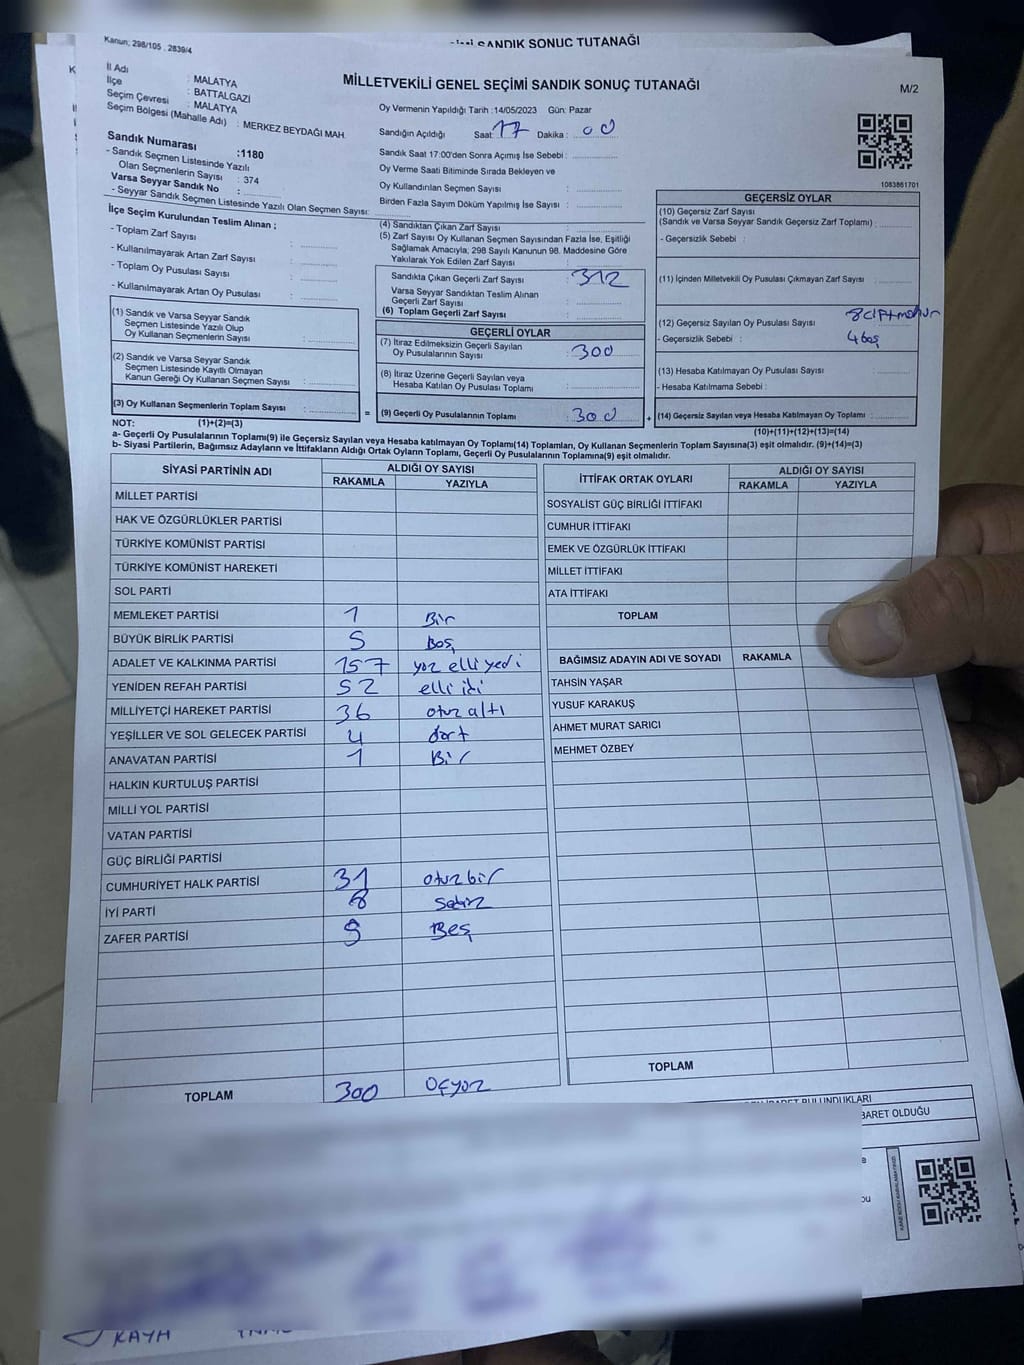 Kanun; 298/105 , 2839/4
SANDIK SONUÇ TUTANAĞI
MİLLETVEKİLİ GENEL SEÇİMİ SANDIK SONUÇ TUTANAĞI
M/2
İl Adı : MALATYA
İlçe : BATTALGAZİ
Seçim Çevresi : MALATYA
Seçim Bölgesi (Mahalle Adı) : MERKEZ BEYDAĞI MAH.
Sandık Numarası :1180
- Sandık Seçmen Listesinde Yazılı
Olan Seçmenlerin Sayısı : 374
Varsa Seyyar Sandık No :
- Seyyar Sandık Seçmen Listesinde Yazılı Olan Seçmen Sayısı:
Oy Vermenin Yapıldığı Tarih :14/05/2023 Gün: Pazar
Sandığın Açıldığı Saat: 17 Dakika : 00
Sandık Saat 17:00'den Sonra Açımış İse Sebebi :
Oy Verme Saati Bitiminde Sırada Bekleyen ve
Oy Kullandırılan Seçmen Sayısı :
Birden Fazla Sayım Döküm Yapılmış İse Sayısı :
1083861701
İlçe Seçim Kurulundan Teslim Alınan ;
- Toplam Zarf Sayısı :
- Kullanılmayarak Artan Zarf Sayısı :
- Toplam Oy Pusulası Sayısı :
- Kullanılmayarak Artan Oy Pusulası :
(1) Sandık ve Varsa Seyyar Sandık
Seçmen Listesinde Yazılı Olup
Oy Kullanan Seçmenlerin Sayısı :
(2) Sandık ve Varsa Seyyar Sandık
Seçmen Listesinde Kayıtlı Olmayan
Kanun Gereği Oy Kullanan Seçmen Sayısı :
(3) Oy Kullanan Seçmenlerin Toplam Sayısı :
(4) Sandıktan Çıkan Zarf Sayısı :
(5) Zarf Sayısı Oy Kullanan Seçmen Sayısından Fazla İse, Eşitliği
Sağlamak Amacıyla, 298 Sayılı Kanunun 98. Maddesine Göre
Yakılarak Yok Edilen Zarf Sayısı :
Sandıkta Çıkan Geçerli Zarf Sayısı : 312
Varsa Seyyar Sandıktan Teslim Alınan
Geçerli Zarf Sayısı :
(6) Toplam Geçerli Zarf Sayısı :
GEÇERLİ OYLAR
(7) İtiraz Edilmeksizin Geçerli Sayılan
Oy Pusulalarının Sayısı : 300
(8) İtiraz Üzerine Geçerli Sayılan veya
Hesaba Katılan Oy Pusulası Toplamı :
= (9) Geçerli Oy Pusulalarının Toplamı : 300 +
GEÇERSİZ OYLAR
(10) Geçersiz Zarf Sayısı
(Sandık ve Varsa Seyyar Sandık Geçersiz Zarf Toplamı) :
- Geçersizlik Sebebi :
(11) İçinden Milletvekili Oy Pusulası Çıkmayan Zarf Sayısı :
(12) Geçersiz Sayılan Oy Pusulası Sayısı : 8 çift mühür
- Geçersizlik Sebebi : 4 boş
(13) Hesaba Katılmayan Oy Pusulası Sayısı :
- Hesaba Katılmama Sebebi :
(14) Geçersiz Sayılan veya Hesaba Katılmayan Oy Toplamı :
NOT: (1)+(2)=(3) (10)+(11)+(12)+(13)=(14)
a- Geçerli Oy Pusulalarının Toplamı(9) ile Geçersiz Sayılan veya Hesaba katılmayan Oy Toplamı(14) Toplamları, Oy Kullanan Seçmenlerin Toplam Sayısına(3) eşit olmalıdır. (9)+(14)=(3)
b- Siyasi Partilerin, Bağımsız Adayların ve İttifakların Aldığı Ortak Oyların Toplamı, Geçerli Oy Pusulalarının Toplamına(9) eşit olmalıdır.
SİYASİ PARTİNİN ADI ALDIĞI OY SAYISI
RAKAMLA YAZIYLA
MİLLET PARTİSİ
HAK VE ÖZGÜRLÜKLER PARTİSİ
TÜRKİYE KOMÜNİST PARTİSİ
TÜRKİYE KOMÜNİST HAREKETİ
SOL PARTİ
MEMLEKET PARTİSİ 1 Bir
BÜYÜK BİRLİK PARTİSİ 5 Beş
ADALET VE KALKINMA PARTİSİ 157 yüz elli yedi
YENİDEN REFAH PARTİSİ 52 elli iki
MİLLİYETÇİ HAREKET PARTİSİ 36 otuz altı
YEŞİLLER VE SOL GELECEK PARTİSİ 4 dört
ANAVATAN PARTİSİ 1 Bir
HALKIN KURTULUŞ PARTİSİ
MİLLİ YOL PARTİSİ
VATAN PARTİSİ
GÜÇ BİRLİĞİ PARTİSİ
CUMHURİYET HALK PARTİSİ 31 otuz bir
İYİ PARTİ 8 sekiz
ZAFER PARTİSİ 5 Beş
TOPLAM 300 Üçyüz
İTTİFAK ORTAK OYLARI ALDIĞI OY SAYISI
RAKAMLA YAZIYLA
SOSYALİST GÜÇ BİRLİĞİ İTTİFAKI
CUMHUR İTTİFAKI
EMEK VE ÖZGÜRLÜK İTTİFAKI
MİLLET İTTİFAKI
ATA İTTİFAKI
TOPLAM
BAĞIMSIZ ADAYIN ADI VE SOYADI RAKAMLA
TAHSİN YAŞAR
YUSUF KARAKUŞ
AHMET MURAT SARICI
MEHMET ÖZBEY
TOPLAM
BULUNDUKLARI
BARET OLDUĞU
KAYA